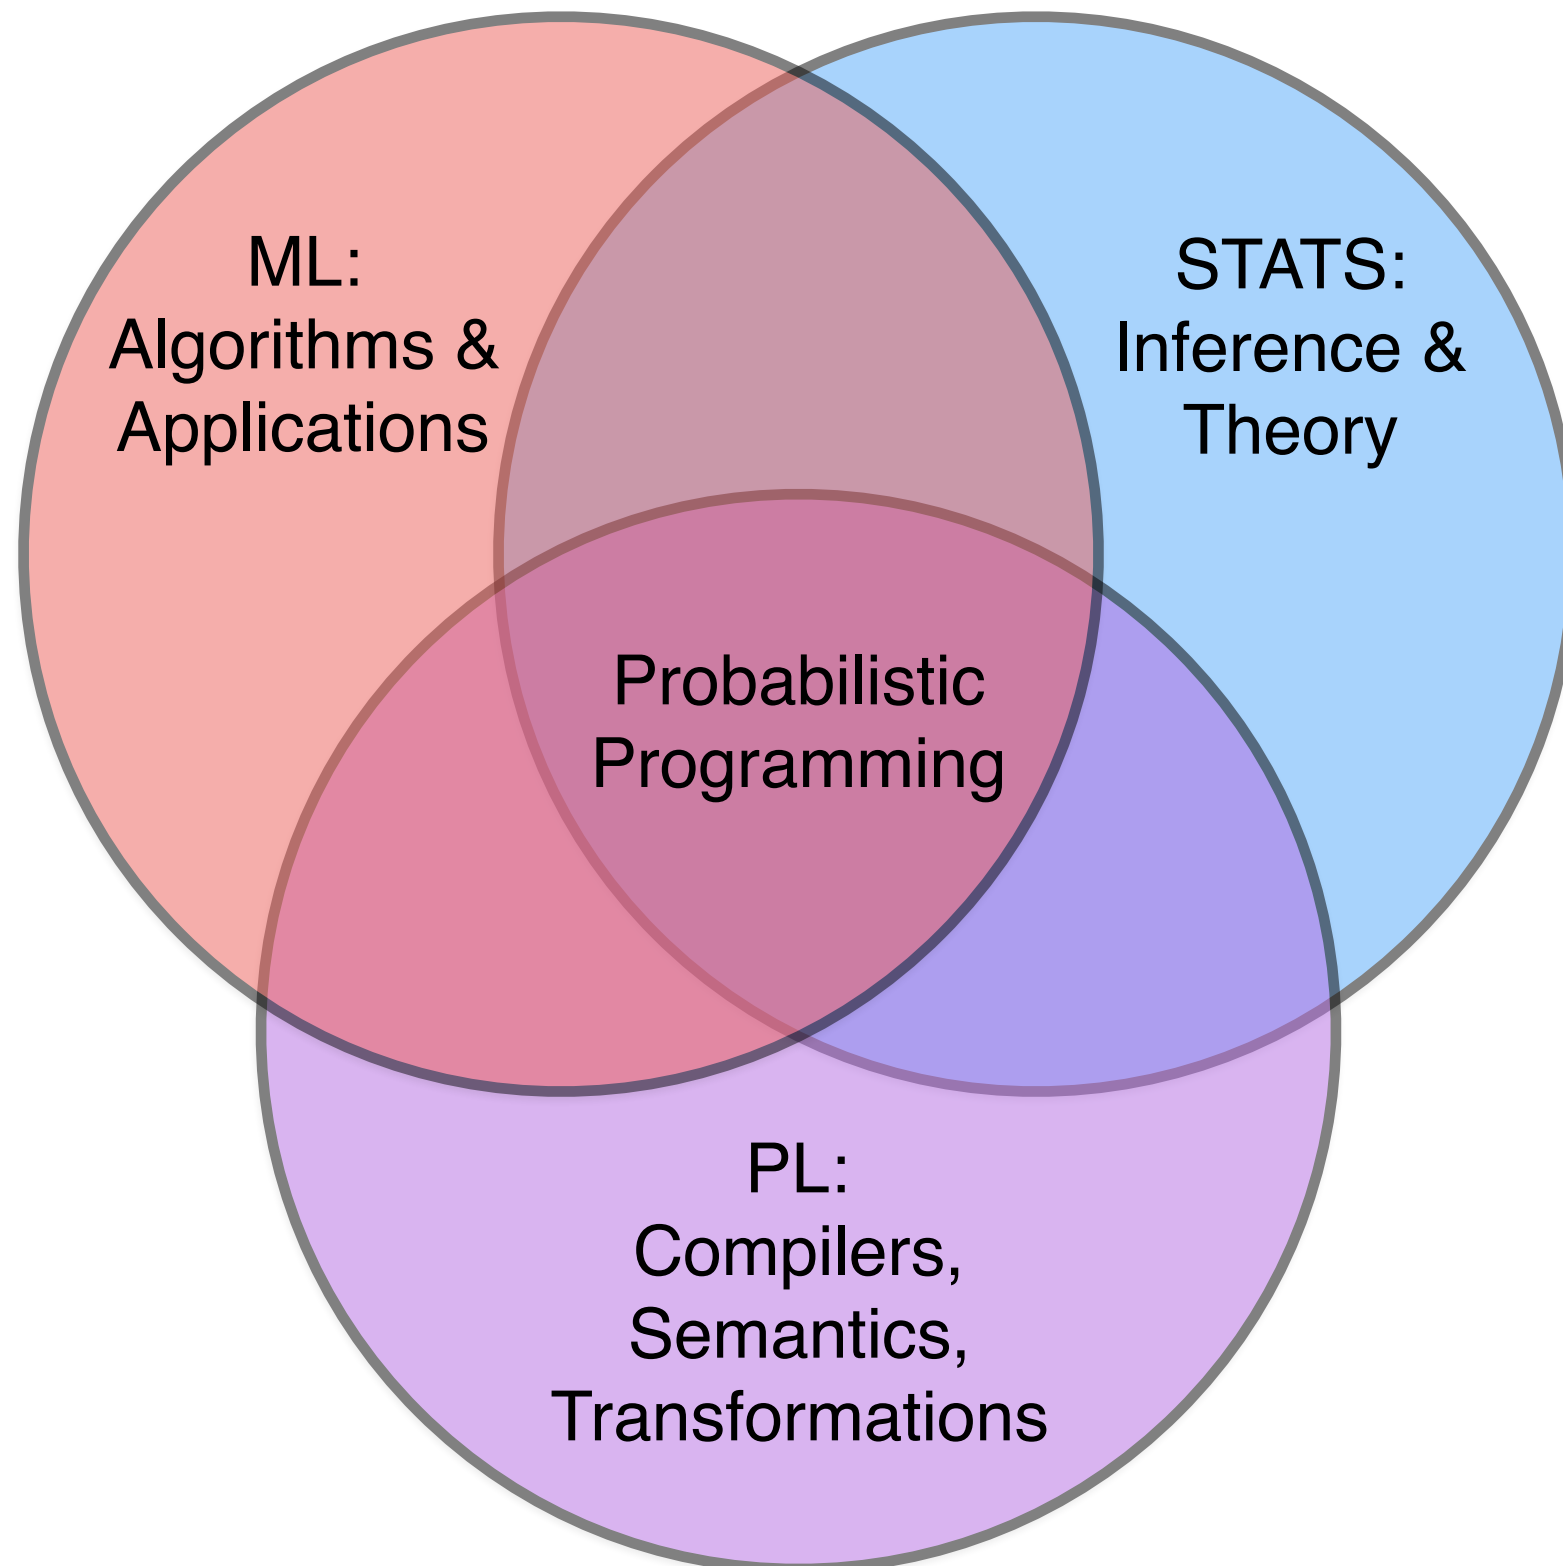 ML:
Algorithms &
Applications
STATS:
Inference &
Theory
Probabilistic
Programming
PL:
Compilers,
Semantics,
Transformations